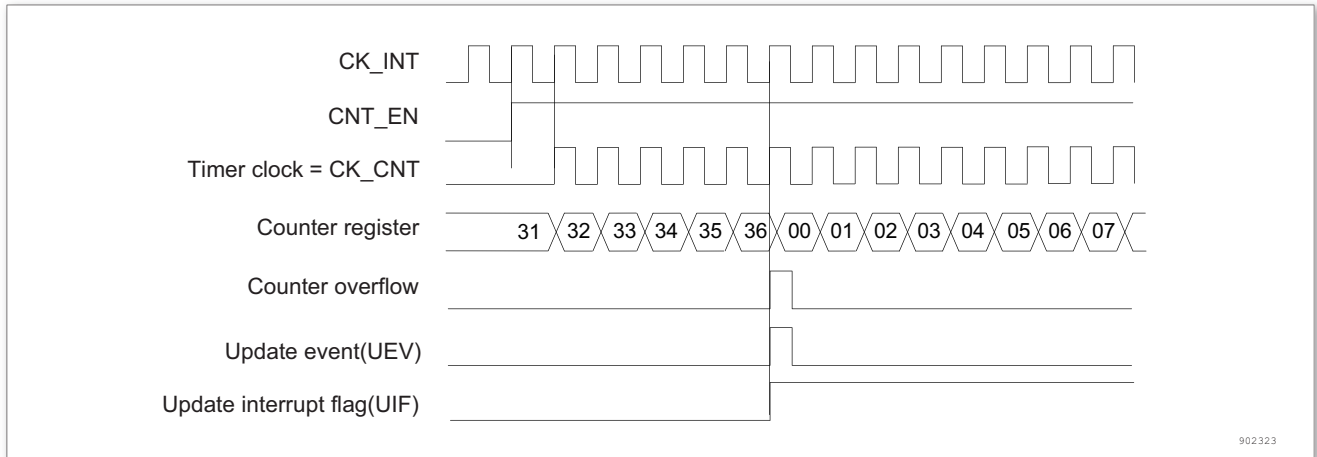 CK_INT
CNT_EN
Timer clock = CK_CNT
Counter register
31 32 33 34 35 36 00 01 02 03 04 05 06 07
Counter overflow
Update event(UEV)
Update interrupt flag(UIF)
902323